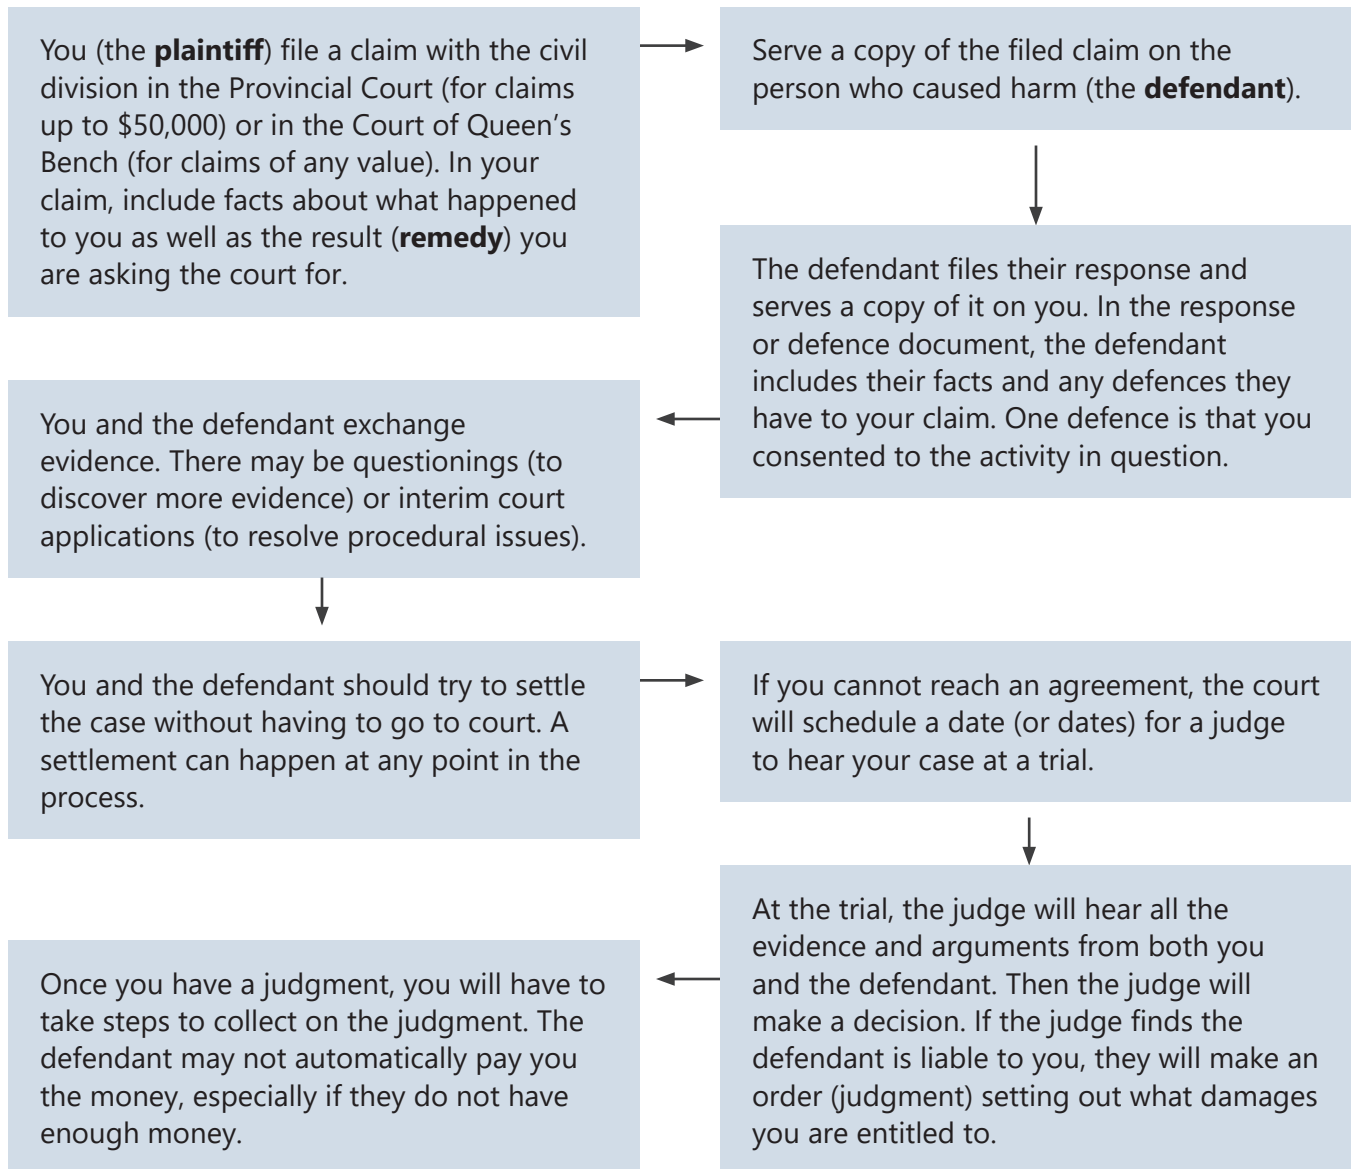 You (the plaintiff) file a claim with the civil
division in the Provincial Court (for claims
up to $50,000) or in the Court of Queen’s
Bench (for claims of any value). In your
claim, include facts about what happened
to you as well as the result (remedy) you
are asking the court for.
Serve a copy of the filed claim on the
person who caused harm (the defendant).
The defendant files their response and
serves a copy of it on you. In the response
or defence document, the defendant
includes their facts and any defences they
have to your claim. One defence is that you
consented to the activity in question.
You and the defendant exchange
evidence. There may be questionings (to
discover more evidence) or interim court
applications (to resolve procedural issues).
You and the defendant should try to settle
the case without having to go to court. A
settlement can happen at any point in the
process.
If you cannot reach an agreement, the court
will schedule a date (or dates) for a judge
to hear your case at a trial.
At the trial, the judge will hear all the
evidence and arguments from both you
and the defendant. Then the judge will
make a decision. If the judge finds the
defendant is liable to you, they will make an
order (judgment) setting out what damages
you are entitled to.
Once you have a judgment, you will have to
take steps to collect on the judgment. The
defendant may not automatically pay you
the money, especially if they do not have
enough money.